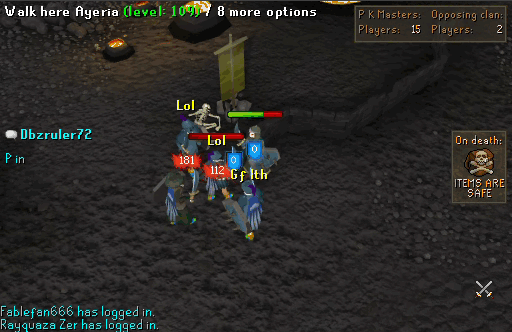 Walk here Ayeria (level: 109) / 8 more options
P K Masters: Opposing clan:
Players: 15 Players: 2
Lol
Dbzruler72
Lol
P in
181
112
0
0
G f lth
On death:
ITEMS ARE
SAFE
Fablefan666 has logged in.
Rayquaza Zer has logged in.